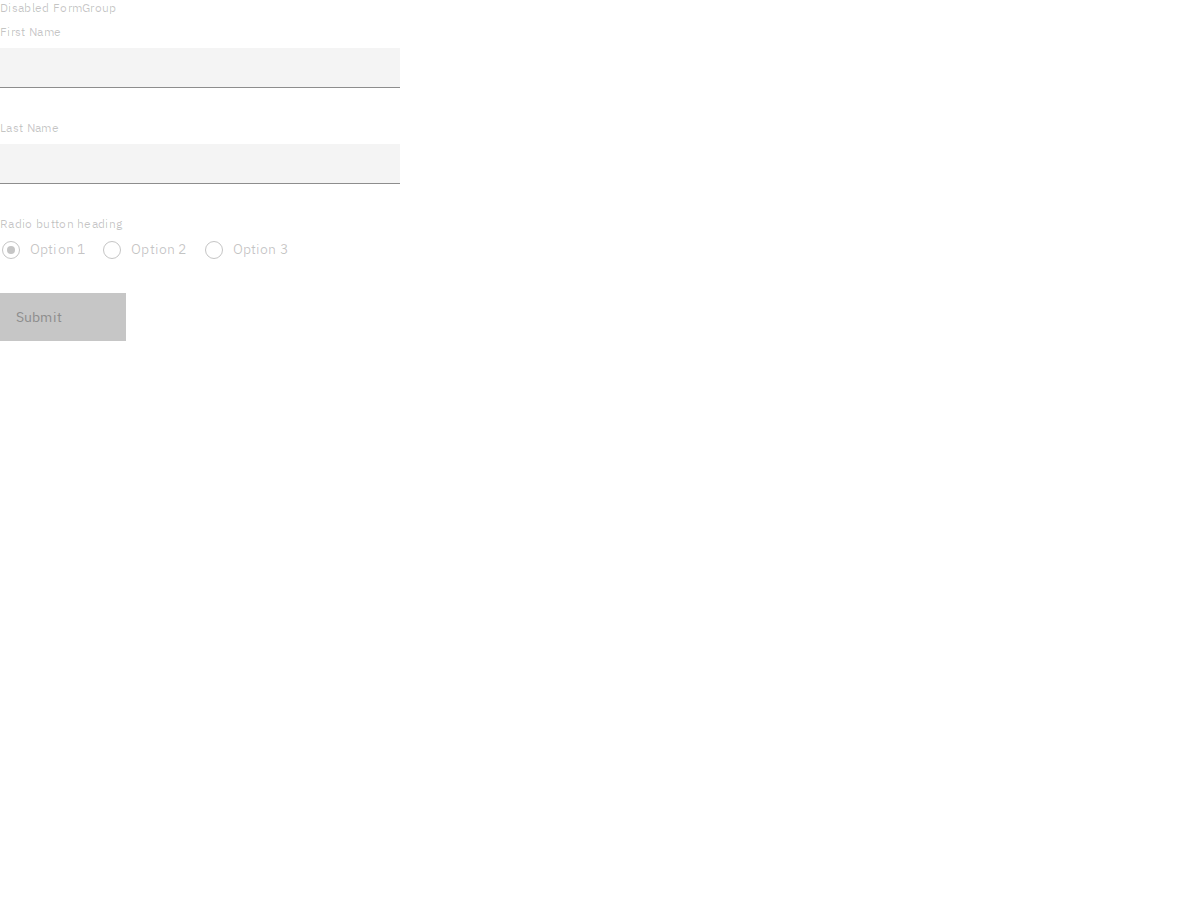 Disabled FormGroup
First Name
Last Name
Radio button heading
Option 1 Option 2 Option 3
Submit